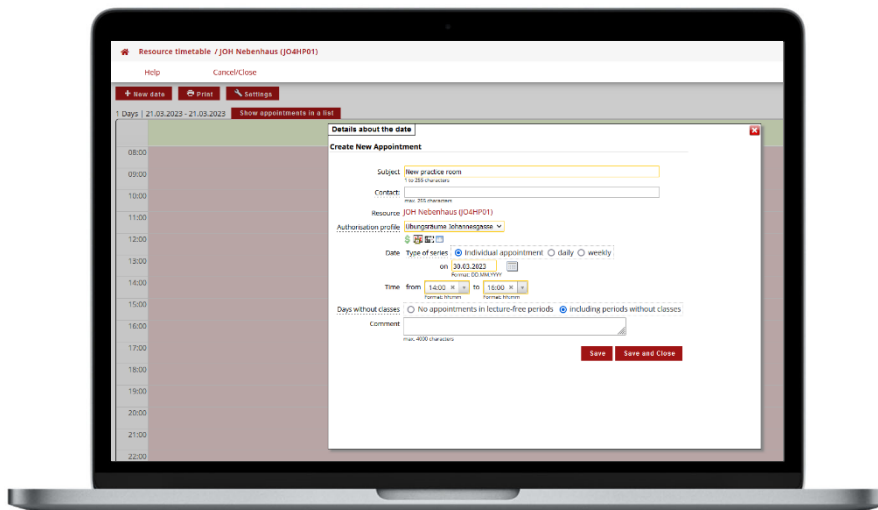 Resource timetable / JOH Nebenhaus (JO4HP01)
Help Cancel/Close
+ New date Print Settings
1 Days | 21.03.2023 - 21.03.2023 Show appointments in a list
Details about the date
Create New Appointment
Subject New practice room
1 to 255 characters
Contact:
max. 255 characters
Resource JOH Nebenhaus (JO4HP01)
Authorisation profile Übungsräume Johannesgasse
Date Type of series Individual appointment daily weekly
on 30.03.2023
Format: DD.MM.YYYY
Time from 14:00 × to 16:00 ×
Format: hh:mm Format: hh:mm
Days without classes No appointments in lecture-free periods including periods without classes
Comment
max. 4000 characters
Save Save and Close
08:00
09:00
10:00
11:00
12:00
13:00
14:00
15:00
16:00
17:00
18:00
19:00
20:00
21:00
22:00